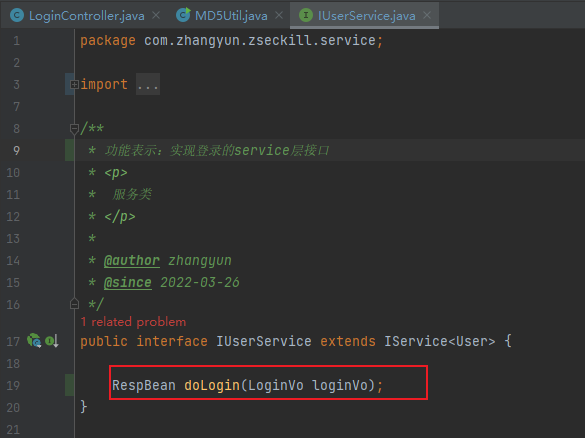 LoginController.java MD5Util.java IUserService.java
1 package com.zhangyun.zseckill.service;
2
3 import ...
7
8 /**
9 * 功能表示：实现登录的service层接口
10 * <p>
11 * 服务类
12 * </p>
13 *
14 * @author zhangyun
15 * @since 2022-03-26
16 */
1 related problem
17 public interface IUserService extends IService<User> {
18
19 RespBean doLogin(LoginVo loginVo);
20 }
21